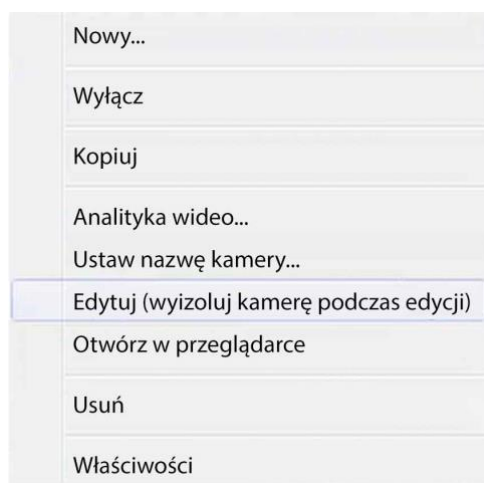 Nowy...
Wyłącz
Kopiuj
Analityka wideo...
Ustaw nazwę kamery...
Edytuj (wyizoluj kamerę podczas edycji)
Otwórz w przeglądarce
Usuń
Właściwości